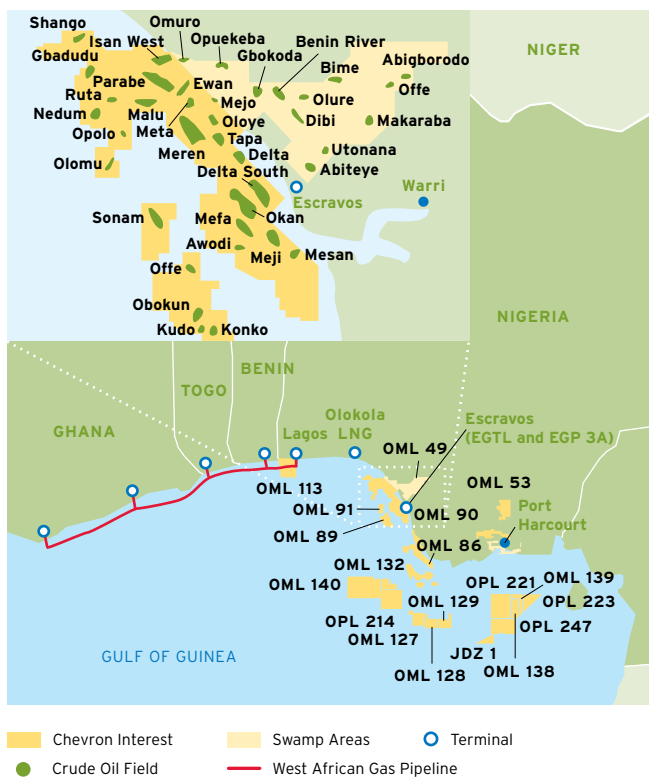 Shango
Omuro
Isan West
Opuekeba
Benin River
Gbadudu
Gbokoda
Abigborodo
Bime
Parabe
Ewan
Offe
Ruta
Mejo
Olure
Nedum
Malu
Oloye
Dibi
Makaraba
Opolo
Meta
Tapa
Meren
Delta
Utonana
Olomu
Delta South
Abiteye
Escravos
Warri
Sonam
Mefa
Okan
Awodi
Meji
Mesan
Offe
Obokun
Kudo
Konko
NIGER
NIGERIA
BENIN
TOGO
GHANA
Lagos
Olokola
LNG
Escravos
(EGTL and EGP 3A)
OML 49
OML 113
OML 53
OML 91
OML 90
Port
Harcourt
OML 89
OML 86
OML 132
OML 140
OPL 221
OML 139
OML 129
OPL 223
OPL 214
OPL 247
OML 127
JDZ 1
OML 128
OML 138
GULF OF GUINEA
Chevron Interest
Swamp Areas
Terminal
Crude Oil Field
West African Gas Pipeline